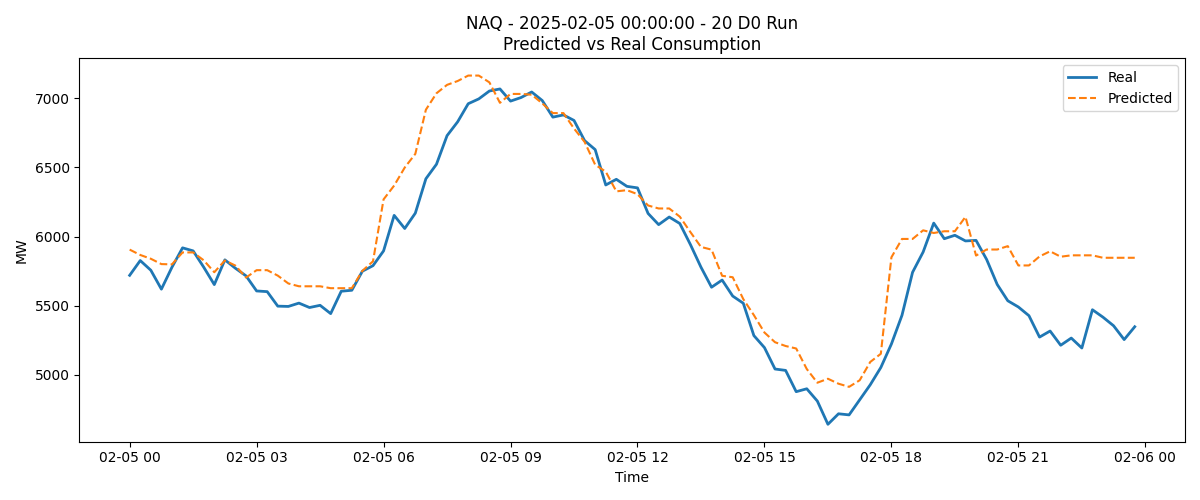 NAQ - 2025-02-05 00:00:00 - 20 D0 Run
Predicted vs Real Consumption
Real
Predicted
7000
6500
6000
5500
5000
MW
02-05 00
02-05 03
02-05 06
02-05 09
02-05 12
02-05 15
02-05 18
02-05 21
02-06 00
Time